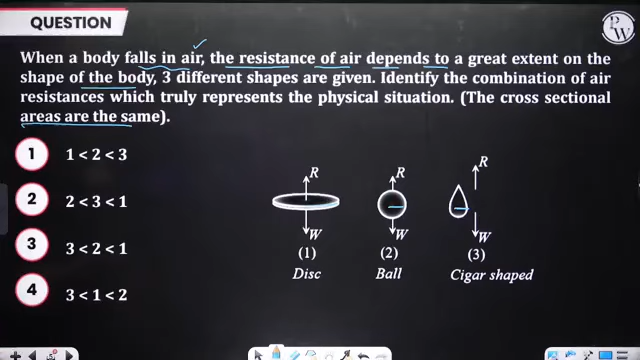 QUESTION
When a body falls in air, the resistance of air depends to a great extent on the
shape of the body, 3 different shapes are given. Identify the combination of air
resistances which truly represents the physical situation. (The cross sectional
areas are the same).
1 1 < 2 < 3
2 2 < 3 < 1
3 3 < 2 < 1
4 3 < 1 < 2
R R R
W W W
(1) (2) (3)
Disc Ball Cigar shaped
P W